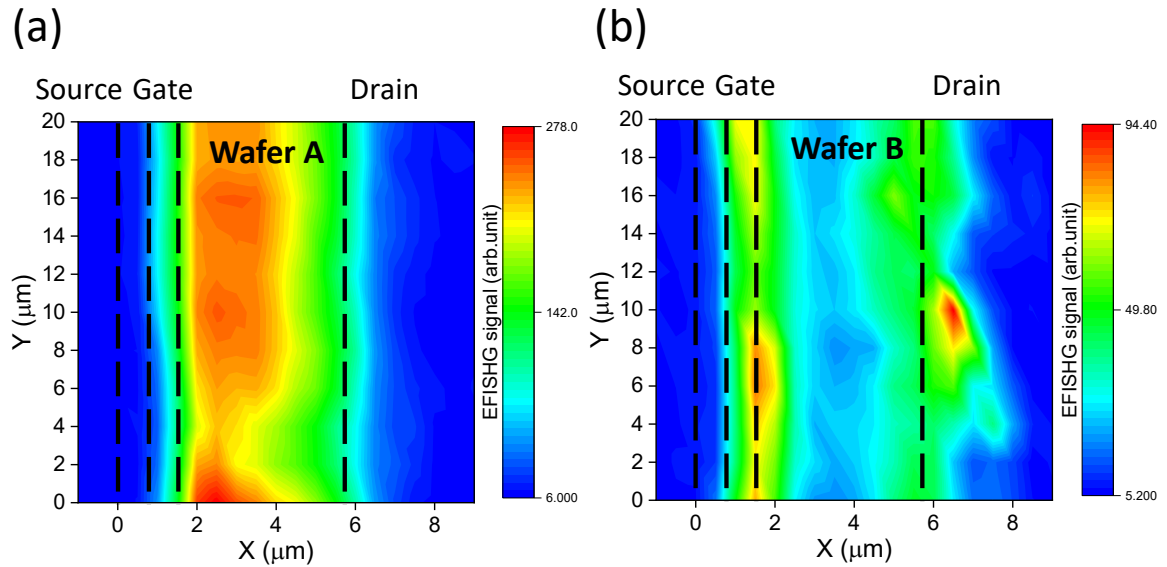 (a)
Source Gate Drain
Wafer A
20
18
16
14
12
10
8
6
4
2
0
Y (μm)
0 2 4 6 8
X (μm)
278.0
142.0
6.000
EFISHG signal (arb.unit)
(b)
Source Gate Drain
Wafer B
20
18
16
14
12
10
8
6
4
2
0
Y (μm)
0 2 4 6 8
X (μm)
94.40
49.80
5.200
EFISHG signal (arb.unit)